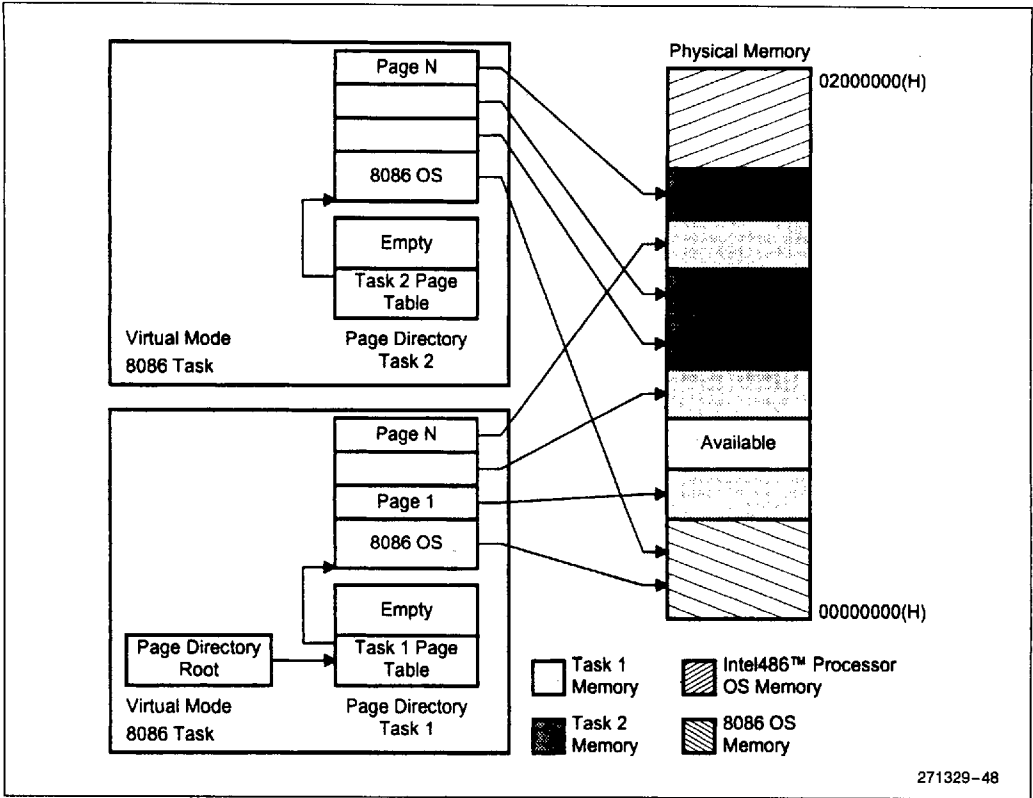 Page N
8086 OS
Empty
Task 2 Page
Table
Virtual Mode
8086 Task
Page Directory
Task 2
Page N
Page 1
8086 OS
Empty
Task 1 Page
Table
Page Directory
Root
Virtual Mode
8086 Task
Page Directory
Task 1
Physical Memory
02000000(H)
Available
00000000(H)
Task 1
Memory
Intel486™ Processor
OS Memory
Task 2
Memory
8086 OS
Memory
271329-48